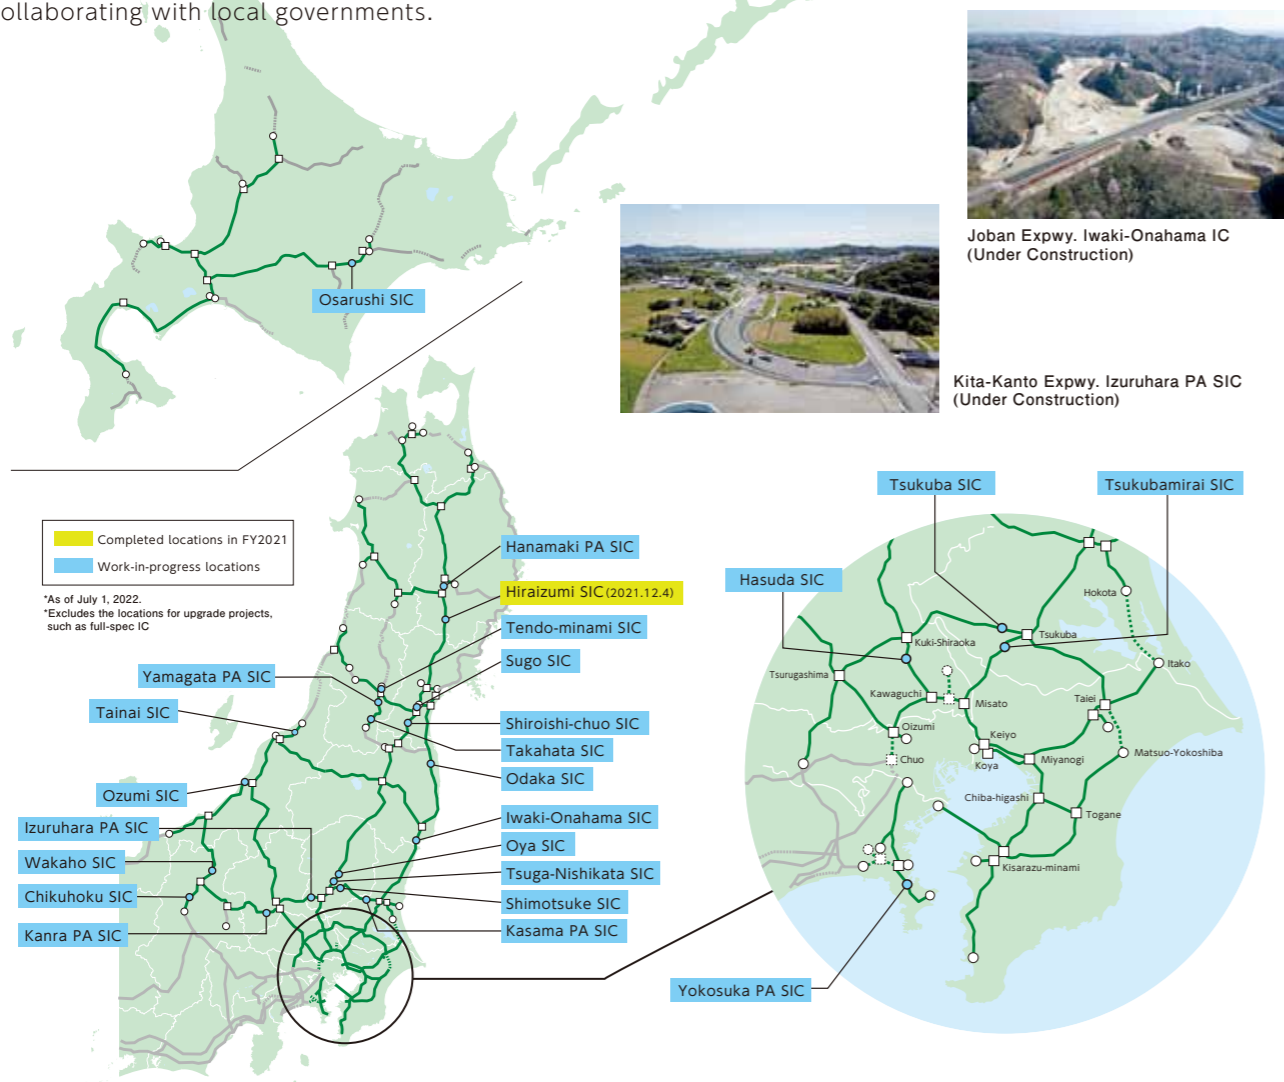 ollaborating with local governments.
Joban Expwy. Iwaki-Onahama IC
(Under Construction)
Osarushi SIC
Kita-Kanto Expwy. Izuruhara PA SIC
(Under Construction)
Completed locations in FY2021
Work-in-progress locations
*As of July 1, 2022.
*Excludes the locations for upgrade projects,
such as full-spec IC
Hanamaki PA SIC
Hiraizumi SIC (2021.12.4)
Tendo-minami SIC
Sugo SIC
Yamagata PA SIC
Tainai SIC
Shiroishi-chuo SIC
Takahata SIC
Odaka SIC
Ozumi SIC
Izuruhara PA SIC
Iwaki-Onahama SIC
Oya SIC
Wakaho SIC
Tsuga-Nishikata SIC
Chikuhoku SIC
Shimotsuke SIC
Kanra PA SIC
Kasama PA SIC
Tsukuba SIC
Tsukubamirai SIC
Hasuda SIC
Hokota
Tsukuba
Kuki-Shiraoka
Itako
Tsurugashima
Kawaguchi
Misato
Taiei
Oizumi
Keiyo
Matsuo-Yokoshiba
Chuo
Koya
Miyanogi
Chiba-higashi
Togane
Kisarazu-minami
Yokosuka PA SIC